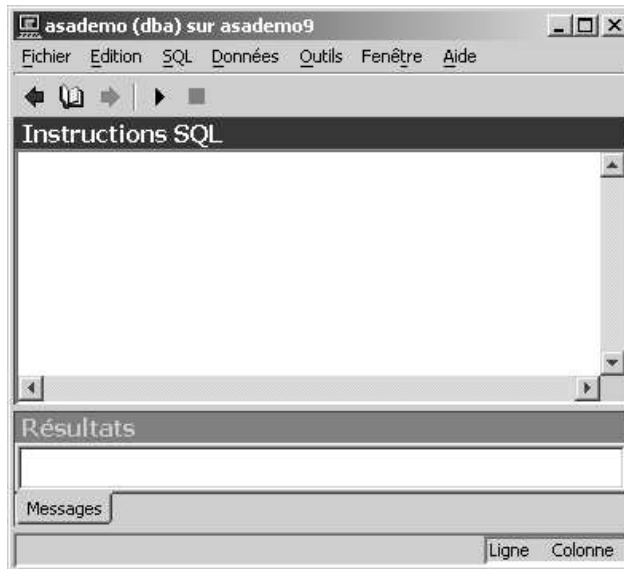 asademo (dba) sur asademo9
Fichier Edition SQL Données Outils Fenêtre Aide
Instructions SQL
Résultats
Messages
Ligne Colonne